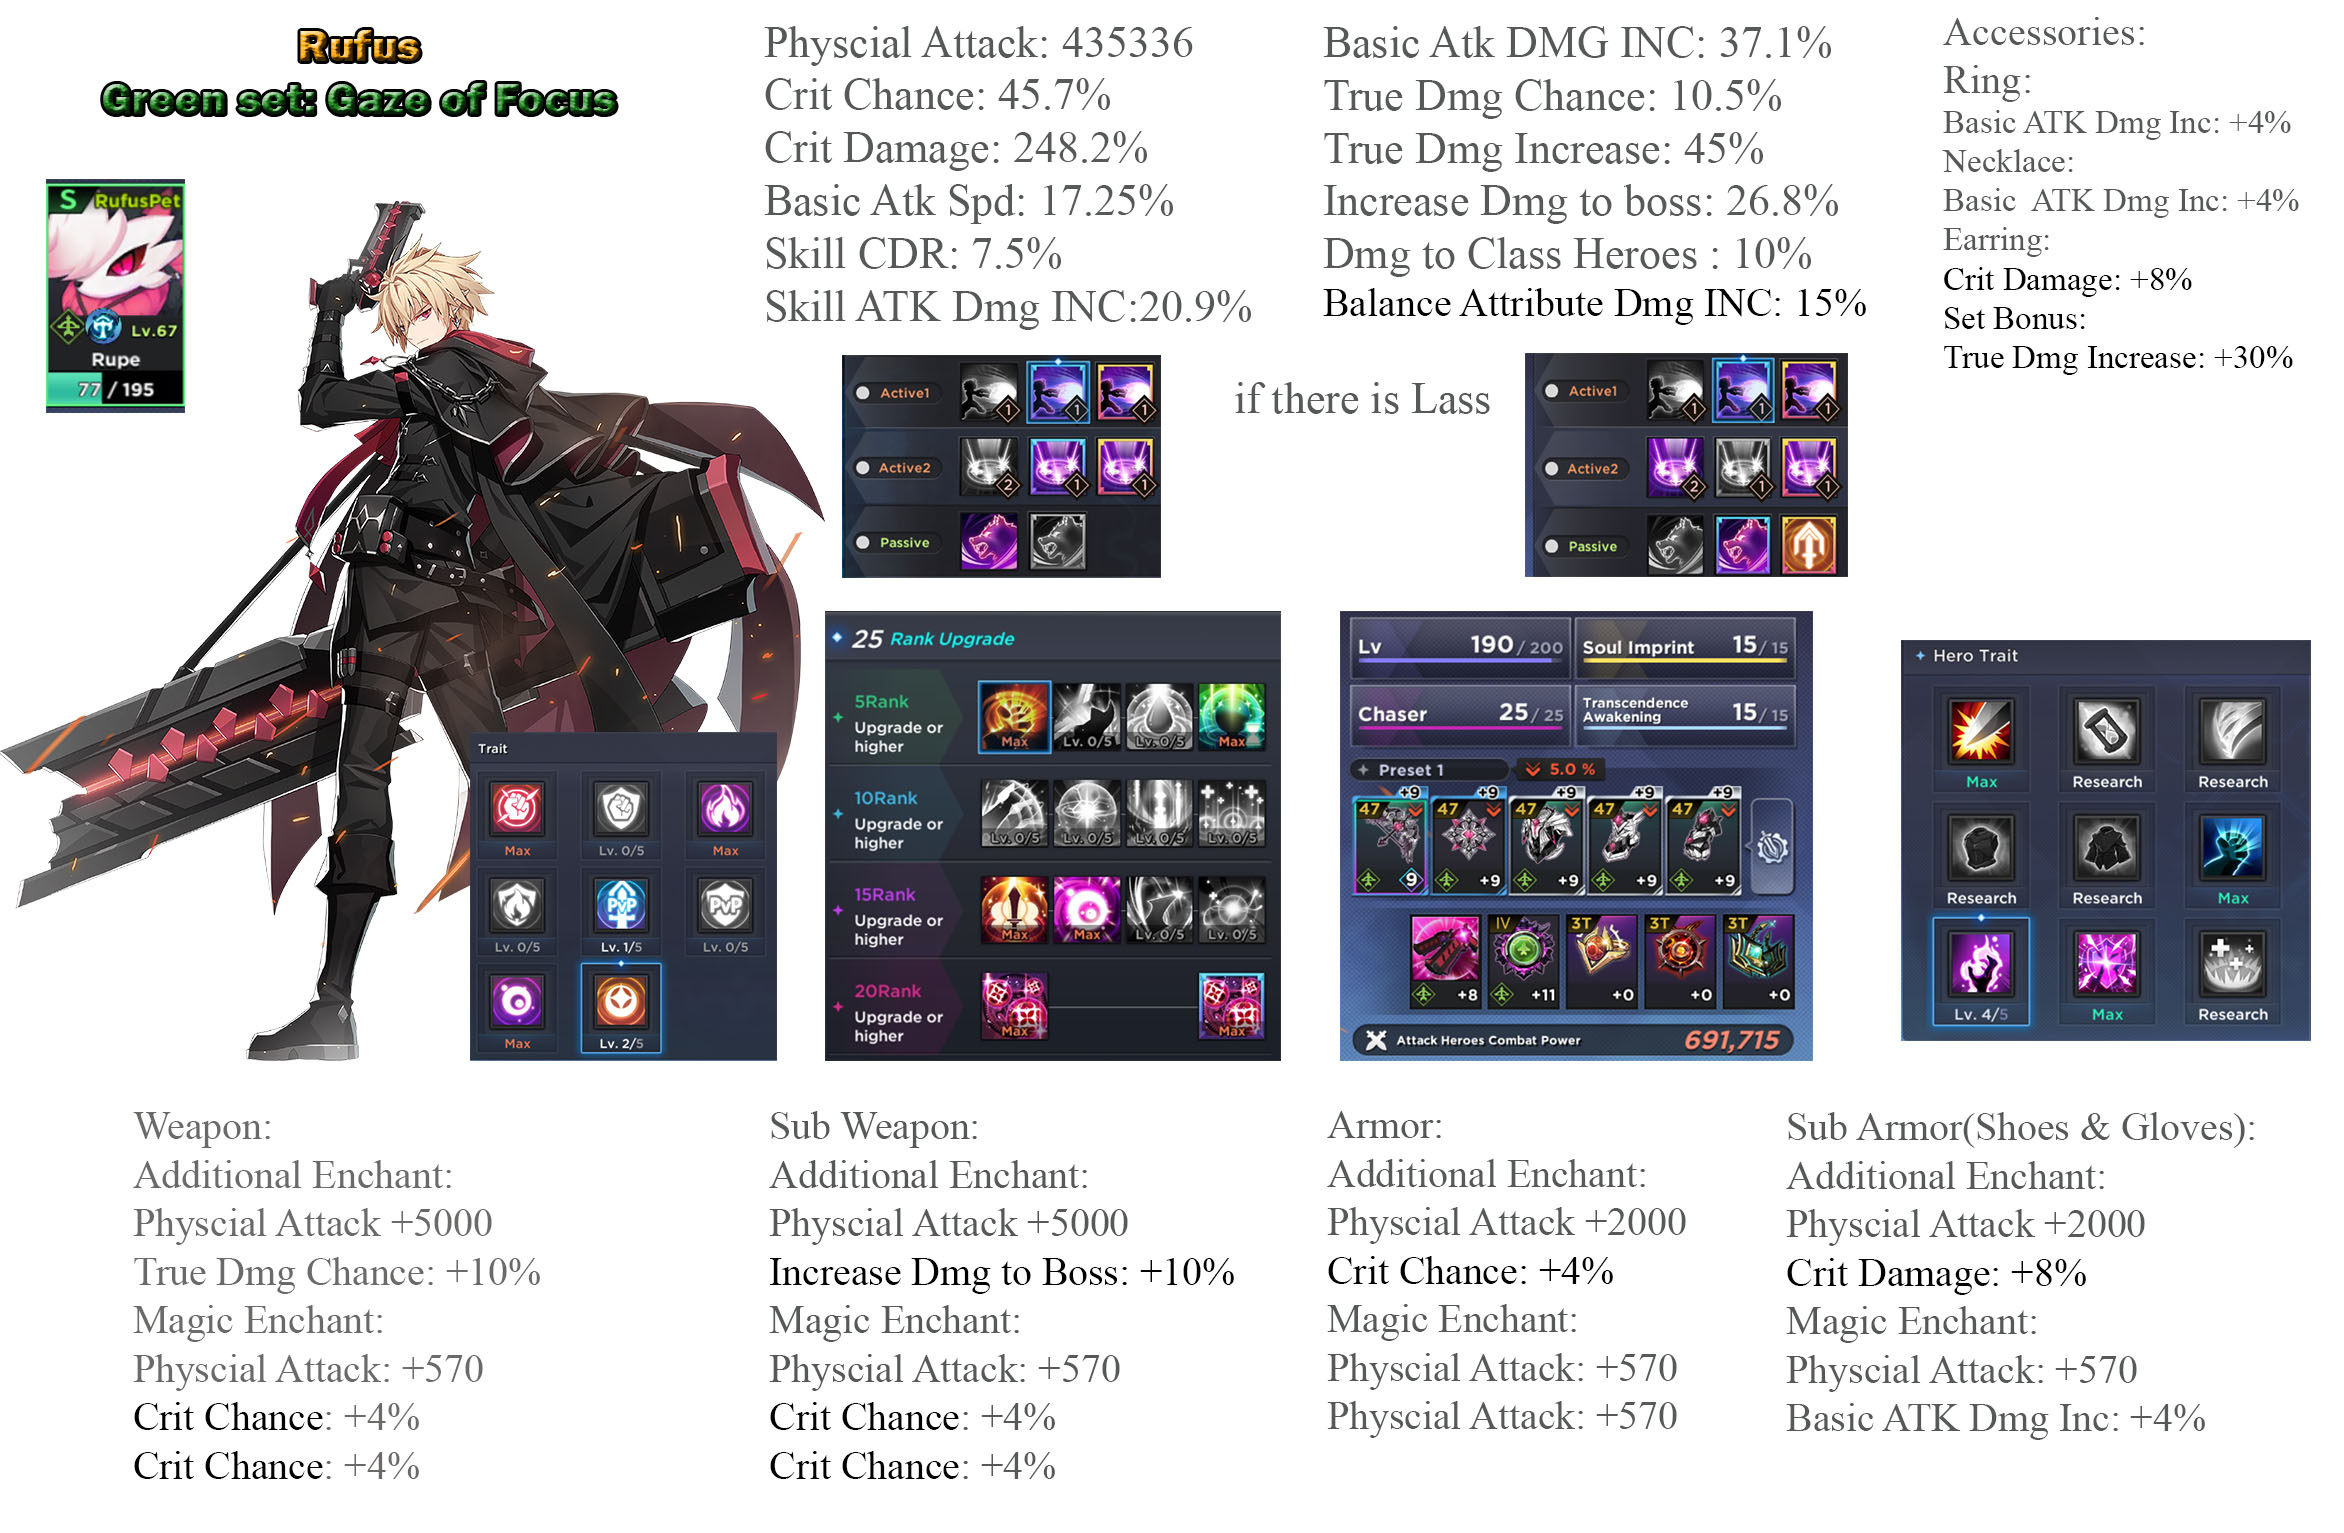 Rufus
Green set: Gaze of Focus
S RufusPet
Lv.67
Rupe
77 / 195
Physcial Attack: 435336
Crit Chance: 45.7%
Crit Damage: 248.2%
Basic Atk Spd: 17.25%
Skill CDR: 7.5%
Skill ATK Dmg INC:20.9%
Basic Atk DMG INC: 37.1%
True Dmg Chance: 10.5%
True Dmg Increase: 45%
Increase Dmg to boss: 26.8%
Dmg to Class Heroes : 10%
Balance Attribute Dmg INC: 15%
Accessories:
Ring:
Basic ATK Dmg Inc: +4%
Necklace:
Basic ATK Dmg Inc: +4%
Earring:
Crit Damage: +8%
Set Bonus:
True Dmg Increase: +30%
Active1 1 1 1
Active2 2 1 1
Passive
if there is Lass
Active1 1 1 1
Active2 2 1 1
Passive
Trait
Max Lv. 0/5 Max
PvP PvP
Lv. 0/5 Lv. 1/5 Lv. 0/5
Max Lv. 2/5
25 Rank Upgrade
5Rank
Upgrade or
higher
Max Lv. 0/5 Lv. 0/5 Max
10Rank
Upgrade or
higher
Lv. 0/5 Lv. 0/5 Lv. 0/5 Lv. 0/5
15Rank
Upgrade or
higher
Max Max Lv. 0/5 Lv. 0/5
20Rank
Upgrade or
higher
Max Max
Lv 190 / 200 Soul Imprint 15 / 15
Chaser 25 / 25 Transcendence
Awakening 15 / 15
Preset 1 5.0 %
+9 +9 +9 +9 +9
47 47 47 47 47
9 +9 +9 +9 +9
IV 3T 3T 3T
+8 +11 +0 +0 +0
Attack Heroes Combat Power 691,715
Hero Trait
Max Research Research
Research Research Max
Lv. 4/5 Max Research
Weapon:
Additional Enchant:
Physcial Attack +5000
True Dmg Chance: +10%
Magic Enchant:
Physcial Attack: +570
Crit Chance: +4%
Crit Chance: +4%
Sub Weapon:
Additional Enchant:
Physcial Attack +5000
Increase Dmg to Boss: +10%
Magic Enchant:
Physcial Attack: +570
Crit Chance: +4%
Crit Chance: +4%
Armor:
Additional Enchant:
Physcial Attack +2000
Crit Chance: +4%
Magic Enchant:
Physcial Attack: +570
Physcial Attack: +570
Sub Armor(Shoes & Gloves):
Additional Enchant:
Physcial Attack +2000
Crit Damage: +8%
Magic Enchant:
Physcial Attack: +570
Basic ATK Dmg Inc: +4%